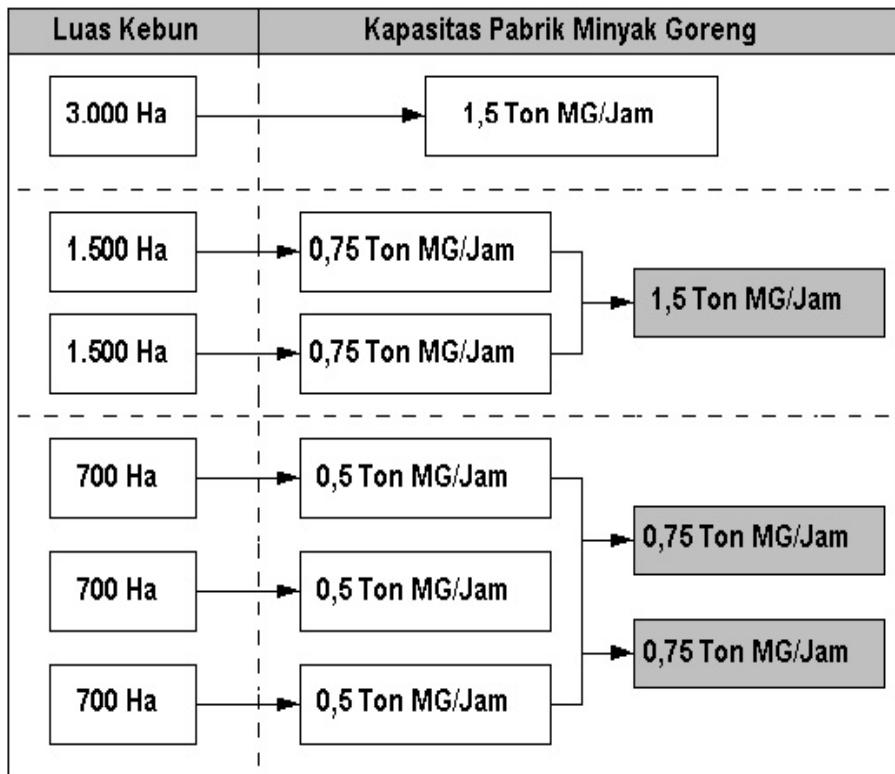 Luas Kebun
Kapasitas Pabrik Minyak Goreng
3.000 Ha
1,5 Ton MG/Jam
1.500 Ha
0,75 Ton MG/Jam
1,5 Ton MG/Jam
1.500 Ha
0,75 Ton MG/Jam
700 Ha
0,5 Ton MG/Jam
0,75 Ton MG/Jam
700 Ha
0,5 Ton MG/Jam
0,75 Ton MG/Jam
700 Ha
0,5 Ton MG/Jam